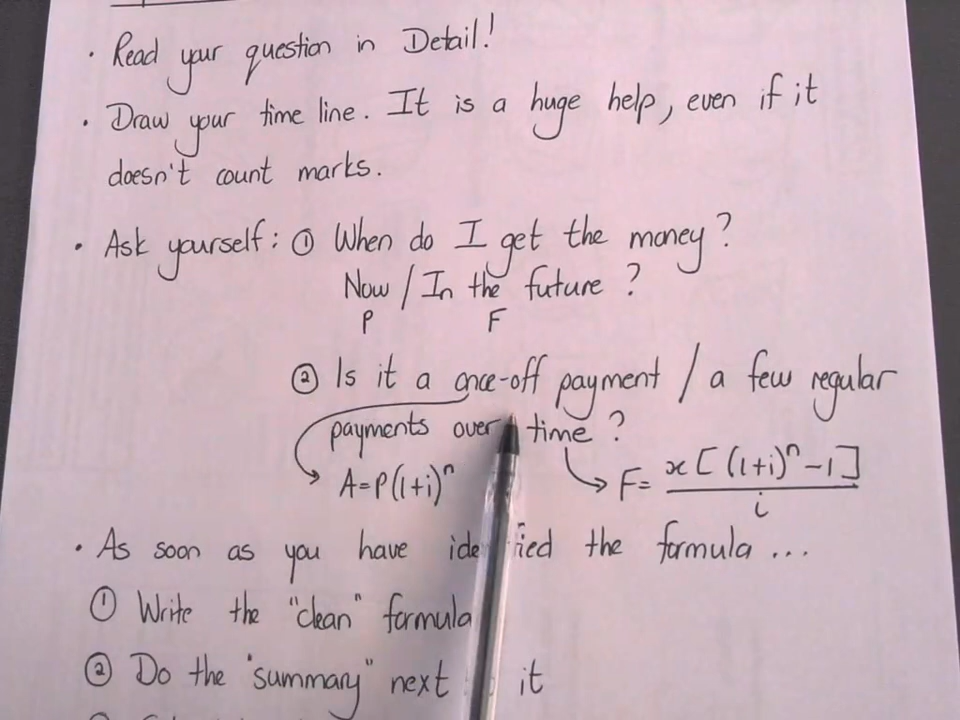 · Read your question in Detail!
· Draw your time line. It is a huge help, even if it
doesn't count marks.
· Ask yourself: ① When do I get the money?
Now / In the future?
P F
② Is it a once-off payment / a few regular
payments over time?
A=P(1+i)ⁿ F= x[(1+i)ⁿ-1]
i
· As soon as you have the formula...
① Write the "clean" formula
② Do the "summary" next it